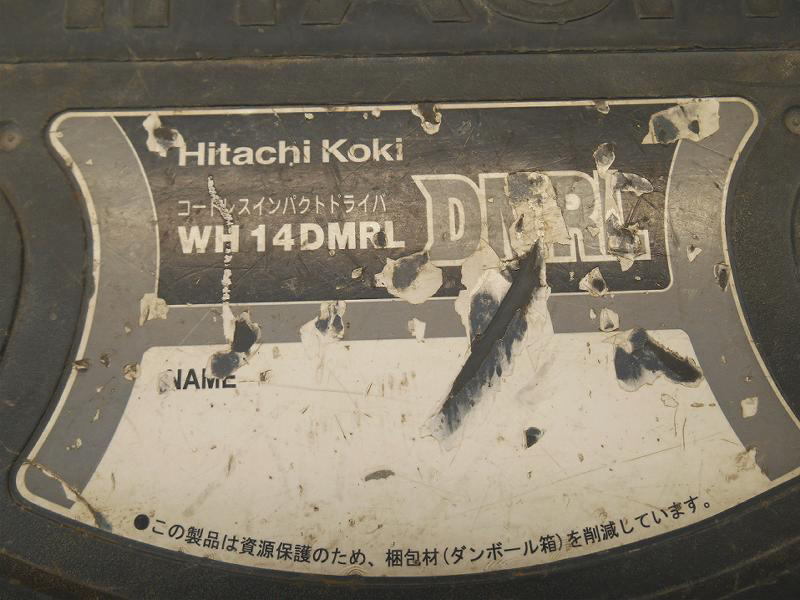 Hitachi Koki
コードレスインパクトドライバ
WH 14DMRL
DMRL
NAME
●この製品は資源保護のため、梱包材(ダンボール箱)を削減しています。